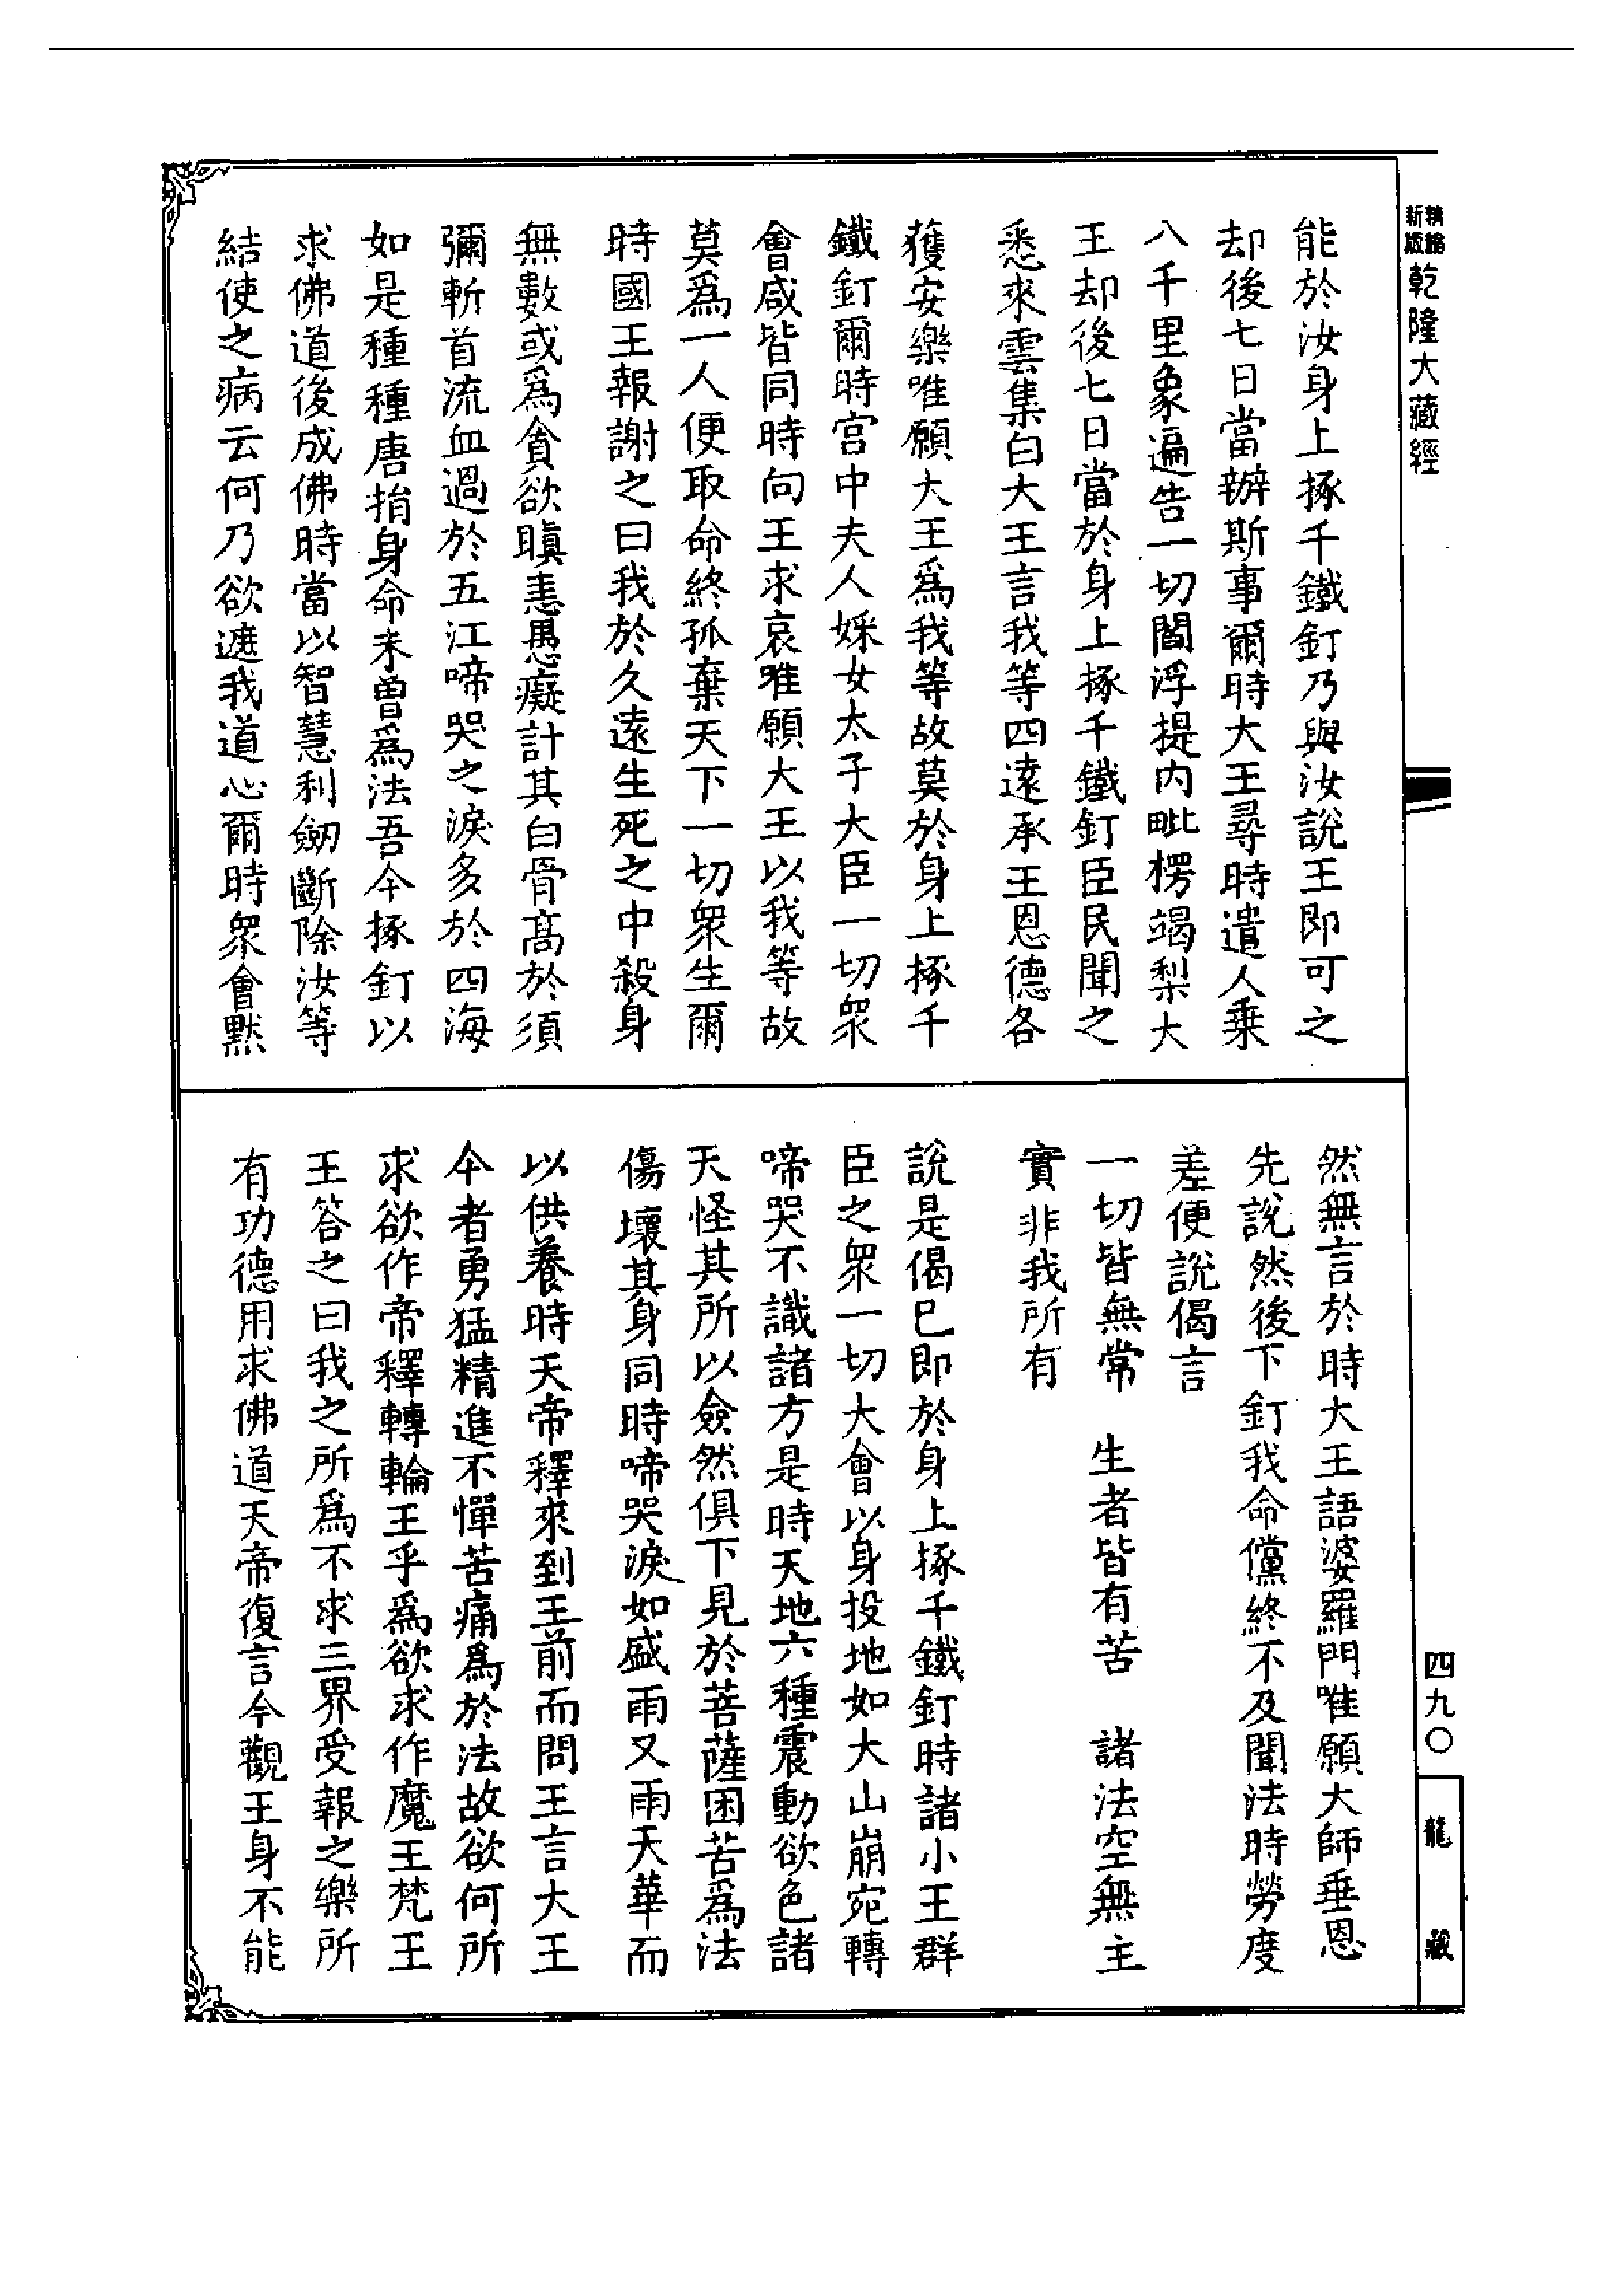 精繪
新版
乾隆大藏經
能於汝身上㧻千鐵釘乃與汝說王即可之
却後七日當辦斯事爾時大王尋時遣人乗
八千里象遍告一切閻浮提内毗楞竭梨大
王却後七日當於身上㧻千鐵釘臣民聞之
悉來雲集白大王言我等四遠承王恩德各
獲安樂唯願大王爲我等故莫於身上㧻千
鐵釘爾時宫中夫人婇女太子大臣一切衆
會咸皆同時向王求哀唯願大王以我等故
莫爲一人便取命終孤棄天下一切衆生爾
時國王報謝之曰我於久遠生死之中殺身
無數或爲貪欲瞋恚愚癡計其白骨髙於須
彌斬首流血過於五江啼哭之淚多於四海
如是種種唐捐身命未曾爲法吾今㧻釘以
求佛道後成佛時當以智慧利劒斷除汝等
結使之病云何乃欲遮我道心爾時衆會默
然無言於時大王語婆羅門唯願大師垂恩
先說然後下釘我命儻終不及聞法時勞度
差便說偈言
一切皆無常　生者皆有苦　諸法空無主
實非我所有
說是偈已即於身上㧻千鐵釘時諸小王群
臣之衆一切大會以身投地如大山崩宛轉
啼哭不識諸方是時天地六種震動欲色諸
天怪其所以僉然俱下見於菩薩困苦爲法
傷壞其身同時啼哭淚如盛雨又雨天華而
以供養時天帝釋來到王前而問王言大王
今者勇猛精進不憚苦痛爲於法故欲何所
求欲作帝釋轉輪王乎爲欲求作魔王梵王
王答之曰我之所爲不求三界受報之樂所
有功德用求佛道天帝復言今觀王身不能
四九〇
龍藏